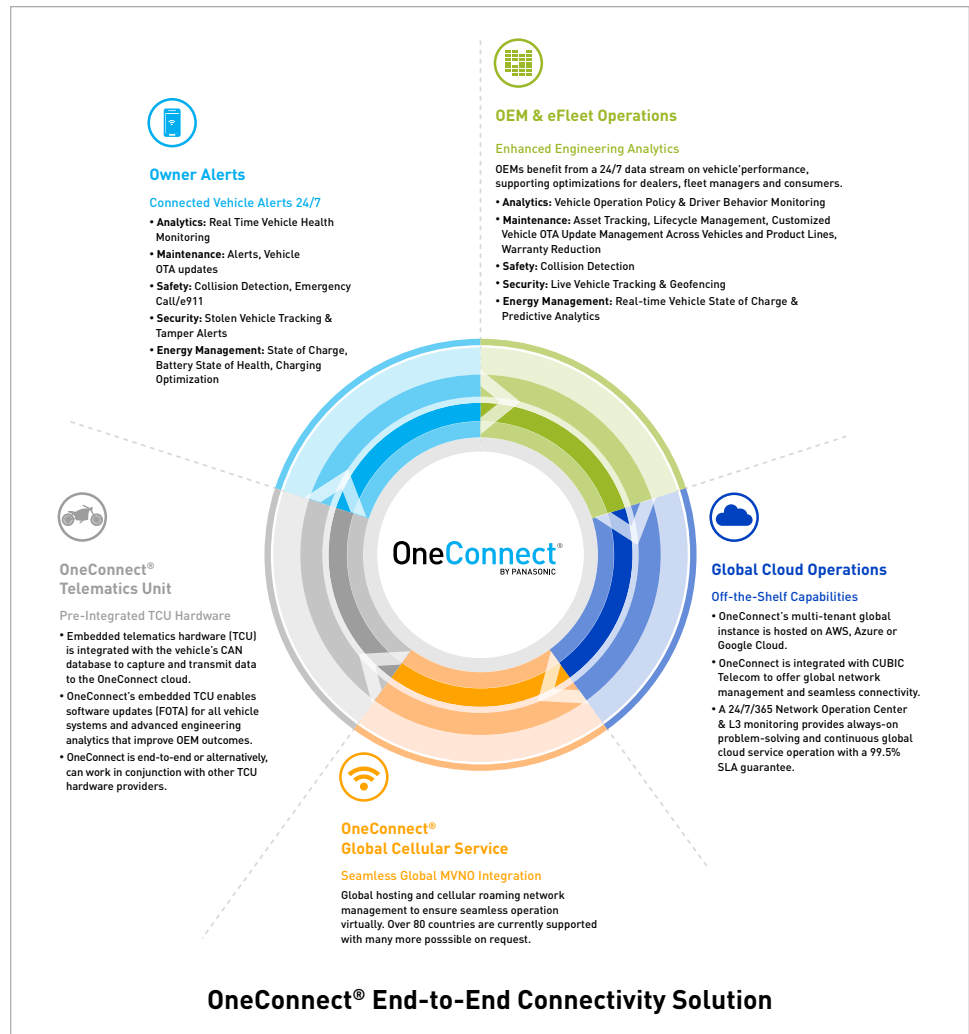 Owner Alerts
Connected Vehicle Alerts 24/7
• Analytics: Real Time Vehicle Health
Monitoring
• Maintenance: Alerts, Vehicle
OTA updates
• Safety: Collision Detection, Emergency
Call/e911
• Security: Stolen Vehicle Tracking &
Tamper Alerts
• Energy Management: State of Charge,
Battery State of Health, Charging
Optimization
OEM & eFleet Operations
Enhanced Engineering Analytics
OEMs benefit from a 24/7 data stream on vehicle'performance,
supporting optimizations for dealers, fleet managers and consumers.
• Analytics: Vehicle Operation Policy & Driver Behavior Monitoring
• Maintenance: Asset Tracking, Lifecycle Management, Customized
Vehicle OTA Update Management Across Vehicles and Product Lines,
Warranty Reduction
• Safety: Collision Detection
• Security: Live Vehicle Tracking & Geofencing
• Energy Management: Real-time Vehicle State of Charge &
Predictive Analytics
OneConnect®
BY PANASONIC
OneConnect®
Telematics Unit
Pre-Integrated TCU Hardware
• Embedded telematics hardware (TCU)
is integrated with the vehicle's CAN
database to capture and transmit data
to the OneConnect cloud.
• OneConnect's embedded TCU enables
software updates (FOTA) for all vehicle
systems and advanced engineering
analytics that improve OEM outcomes.
• OneConnect is end-to-end or alternatively,
can work in conjunction with other TCU
hardware providers.
Global Cloud Operations
Off-the-Shelf Capabilities
• OneConnect's multi-tenant global
instance is hosted on AWS, Azure or
Google Cloud.
• OneConnect is integrated with CUBIC
Telecom to offer global network
management and seamless connectivity.
• A 24/7/365 Network Operation Center
& L3 monitoring provides always-on
problem-solving and continuous global
cloud service operation with a 99.5%
SLA guarantee.
OneConnect®
Global Cellular Service
Seamless Global MVNO Integration
Global hosting and cellular roaming network
management to ensure seamless operation
virtually. Over 80 countries are currently supported
with many more posssible on request.
OneConnect® End-to-End Connectivity Solution